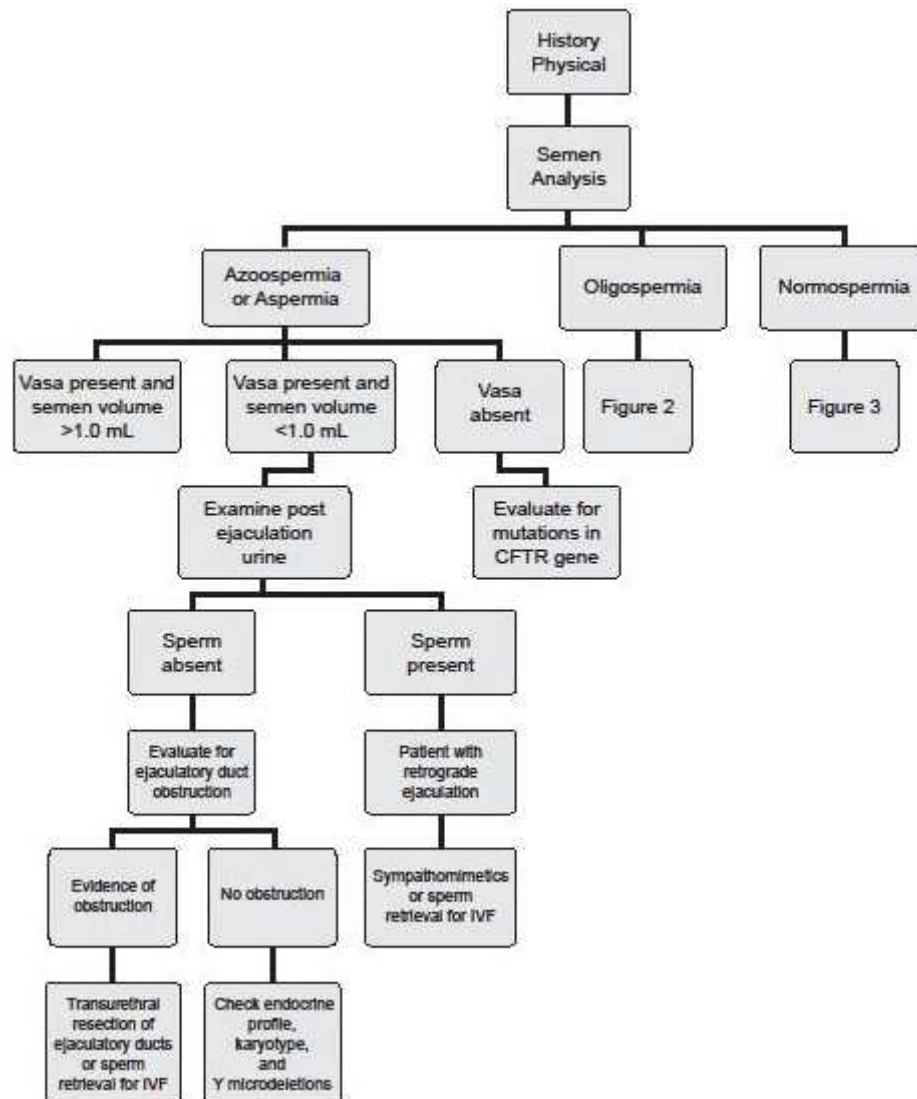 History
Physical
Semen
Analysis
Azoospermia
or Aspermia
Oligospermia
Normospermia
Vasa present and
semen volume
>1.0 mL
Vasa present and
semen volume
<1.0 mL
Vasa
absent
Figure 2
Figure 3
Examine post
ejaculation
urine
Evaluate for
mutations in
CFTR gene
Sperm
absent
Sperm
present
Evaluate for
ejaculatory duct
obstruction
Patient with
retrograde
ejaculation
Evidence of
obstruction
No obstruction
Sympathomimetics
or sperm
retrieval for IVF
Transurethral
resection of
ejaculatory ducts
or sperm
retrieval for IVF
Check endocrine
profile,
karyotype,
and
Y microdeletions